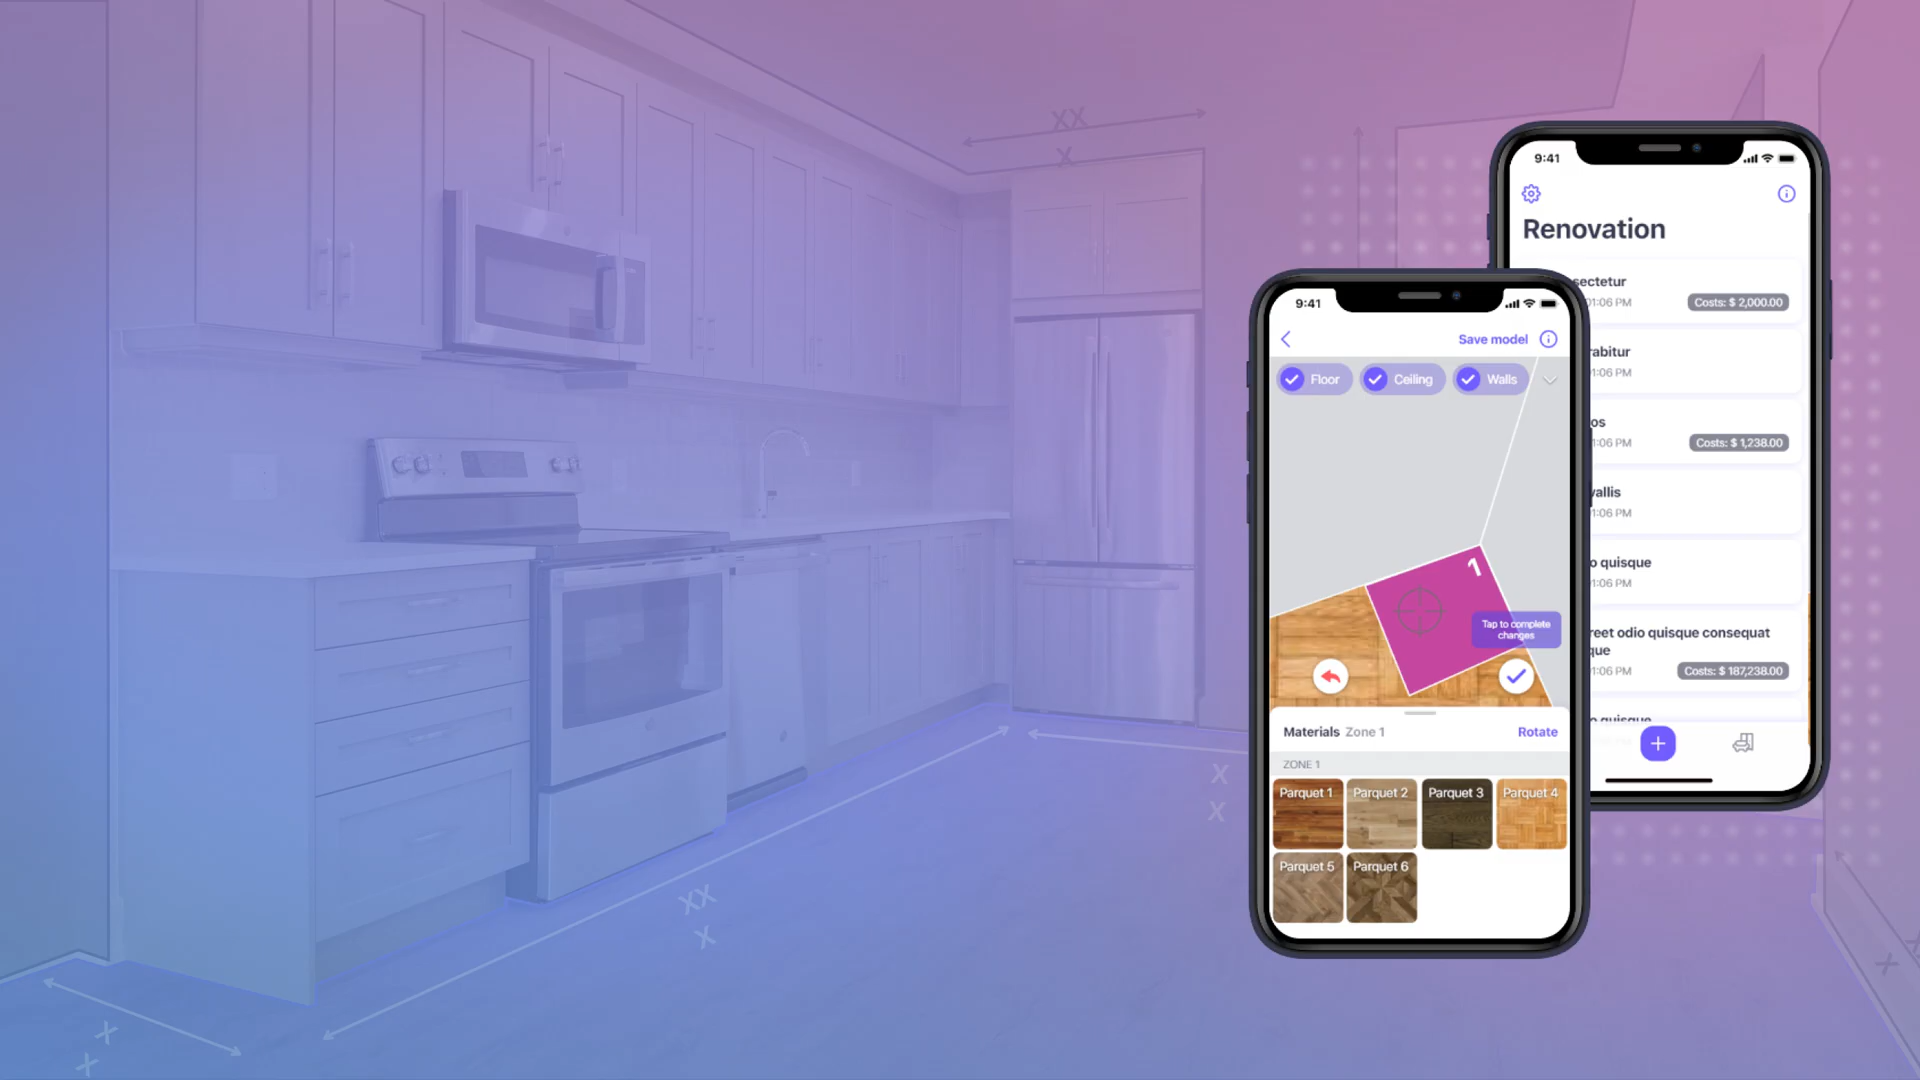 XX
X
9:41
Renovation
sectetur
01:06 PM
Costs: $ 2,000.00
rabitur
1:06 PM
os
1:06 PM
Costs: $ 1,238.00
vallis
1:06 PM
o quisque
1:06 PM
reet odio quisque consequat
que
1:06 PM
Costs: $ 187,238.00
o quisque
9:41
Save model
Floor
Ceiling
Walls
1
Tap to complete
changes
Materials Zone 1
Rotate
ZONE 1
Parquet 1
Parquet 2
Parquet 3
Parquet 4
Parquet 5
Parquet 6
X
X
XX
X
X
X
X